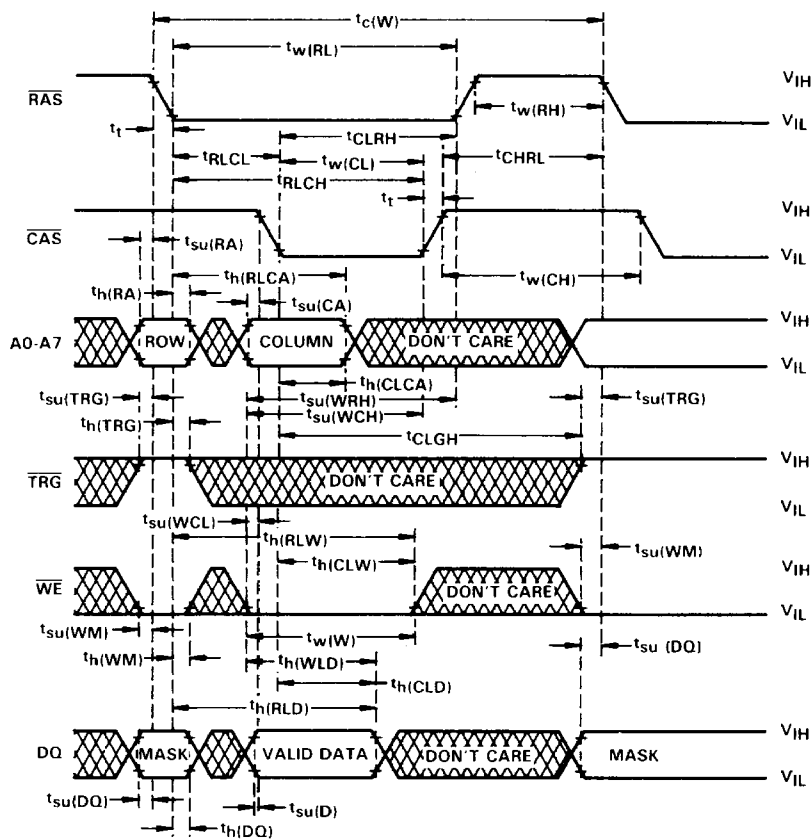 tc(W)
tw(RL)
RAS
VIH
VIL
tw(RH)
tt
tCLRH
tRLCL
tw(CL)
tCHRL
tRLCH
tt
CAS
VIH
VIL
tsu(RA)
th(RLCA)
tw(CH)
th(RA)
tsu(CA)
A0-A7
ROW
COLUMN
DON'T CARE
VIH
VIL
tsu(TRG)
th(CLCA)
tsu(WRH)
tsu(TRG)
th(TRG)
tsu(WCH)
tCLGH
TRG
DON'T CARE
VIH
VIL
tsu(WCL)
th(RLW)
tsu(WM)
th(CLW)
WE
DON'T CARE
VIH
VIL
tsu(WM)
tw(W)
tsu (DQ)
th(WM)
th(WLD)
th(CLD)
th(RLD)
DQ
MASK
VALID DATA
DON'T CARE
MASK
VIH
VIL
tsu(DQ)
tsu(D)
th(DQ)